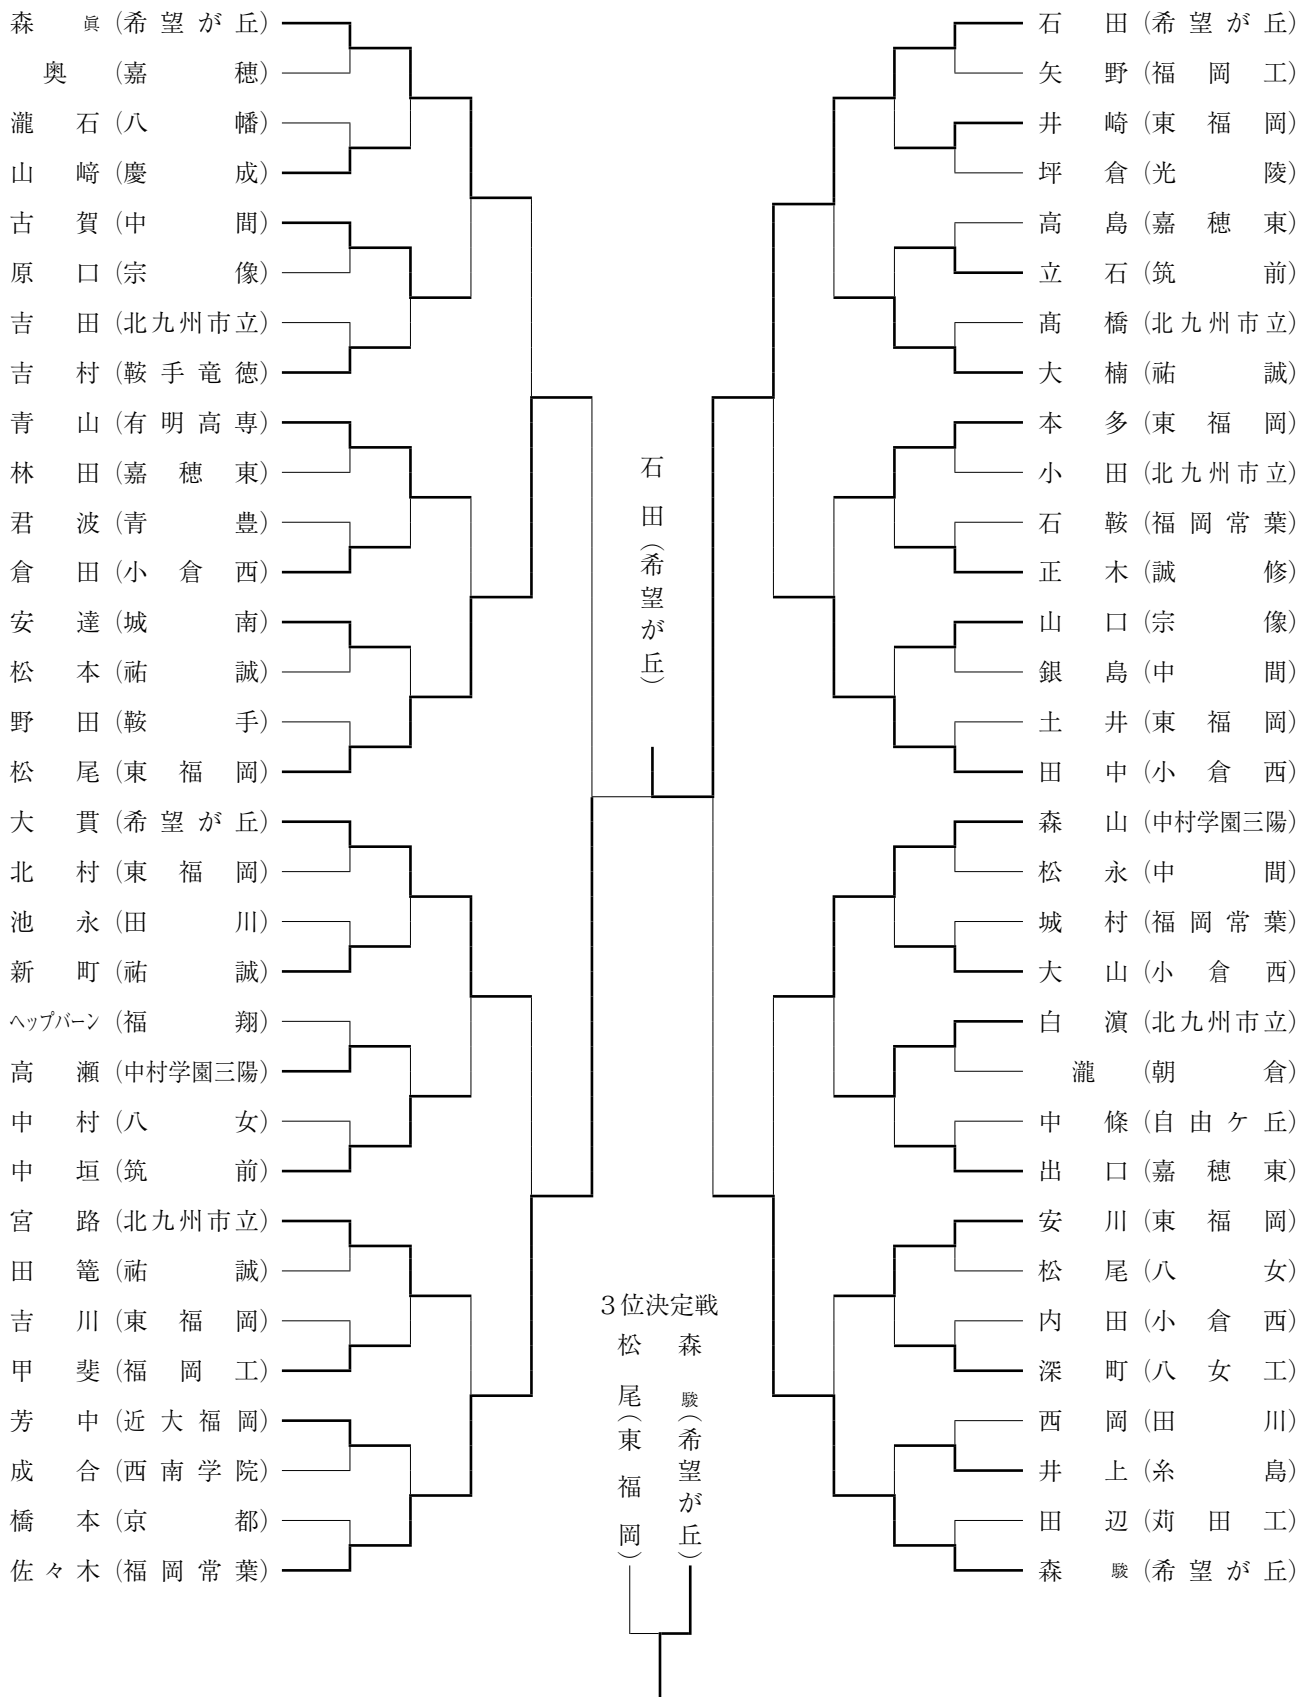 森 眞 (希望が丘)
奥 (嘉穂)
瀧石 (八幡)
山﨑 (慶成)
古賀 (中間)
原口 (宗像)
吉田 (北九州市立)
吉村 (鞍手竜徳)
青山 (有明高専)
林田 (嘉穂東)
君波 (青豊)
倉田 (小倉西)
安達 (城南)
松本 (祐誠)
野田 (鞍手)
松尾 (東福岡)
大貫 (希望が丘)
北村 (東福岡)
池永 (田川)
新町 (祐誠)
ヘップバーン (福翔)
高瀬 (中村学園三陽)
中村 (八女)
中垣 (筑前)
宮路 (北九州市立)
田篭 (祐誠)
吉川 (東福岡)
甲斐 (福岡工)
芳中 (近大福岡)
成合 (西南学院)
橋本 (京都)
佐々木 (福岡常葉)
石田 (希望が丘)
3位決定戦
松尾 (東福岡)
森 駿 (希望が丘)
石田 (希望が丘)
矢野 (福岡工)
井崎 (東福岡)
坪倉 (光陵)
高島 (嘉穂東)
立石 (筑前)
髙橋 (北九州市立)
大楠 (祐誠)
本多 (東福岡)
小田 (北九州市立)
石鞍 (福岡常葉)
正木 (誠修)
山口 (宗像)
銀島 (中間)
土井 (東福岡)
田中 (小倉西)
森山 (中村学園三陽)
松永 (中間)
城村 (福岡常葉)
大山 (小倉西)
白濵 (北九州市立)
瀧 (朝倉)
中條 (自由ケ丘)
出口 (嘉穂東)
安川 (東福岡)
松尾 (八女)
内田 (小倉西)
深町 (八女工)
西岡 (田川)
井上 (糸島)
田辺 (苅田工)
森 駿 (希望が丘)